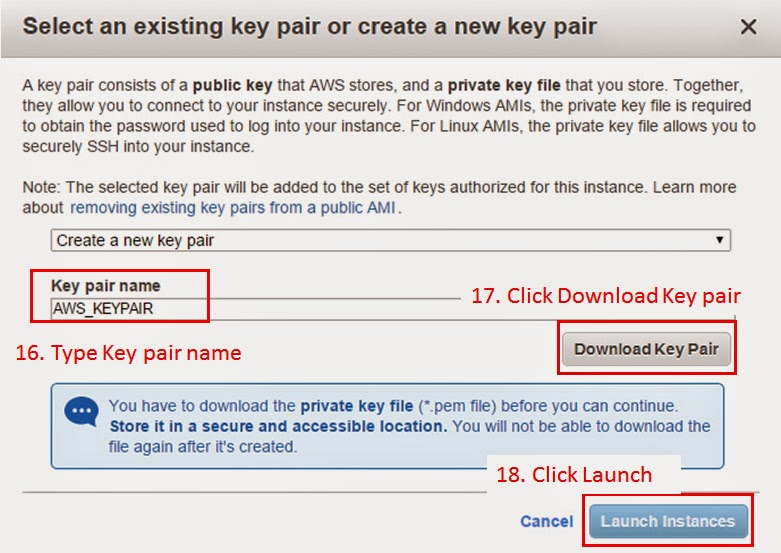 Select an existing key pair or create a new key pair
A key pair consists of a public key that AWS stores, and a private key file that you store. Together,
they allow you to connect to your instance securely. For Windows AMIs, the private key file is required
to obtain the password used to log into your instance. For Linux AMIs, the private key file allows you to
securely SSH into your instance.
Note: The selected key pair will be added to the set of keys authorized for this instance. Learn more
about removing existing key pairs from a public AMI.
Create a new key pair
Key pair name
AWS_KEYPAIR
17. Click Download Key pair
16. Type Key pair name
Download Key Pair
You have to download the private key file (*.pem file) before you can continue.
Store it in a secure and accessible location. You will not be able to download the
file again after it's created.
18. Click Launch
Cancel
Launch Instances